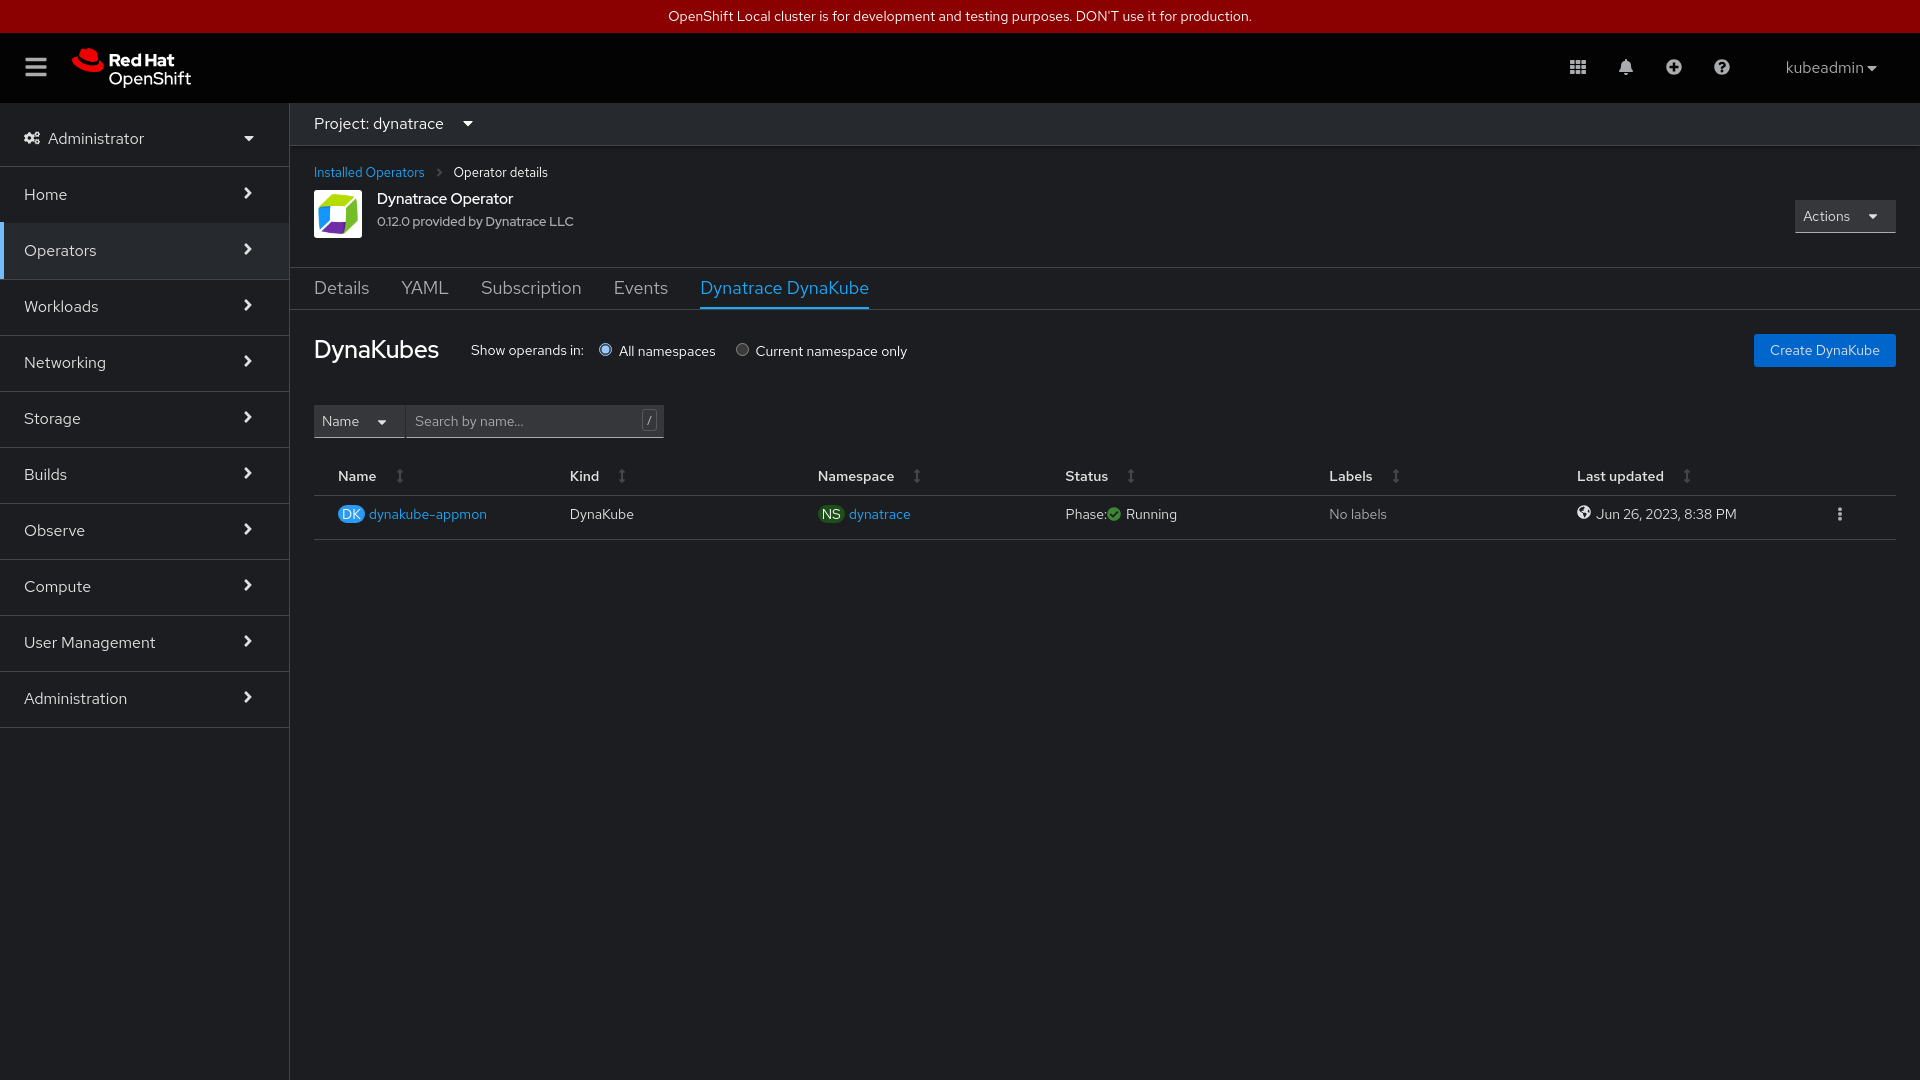 OpenShift Local cluster is for development and testing purposes. DON'T use it for production.
Red Hat
OpenShift
kubeadmin
Administrator
Home
Operators
Workloads
Networking
Storage
Builds
Observe
Compute
User Management
Administration
Project: dynatrace
Installed Operators Operator details
Dynatrace Operator
0.12.0 provided by Dynatrace LLC
Actions
Details YAML Subscription Events Dynatrace DynaKube
DynaKubes Show operands in: All namespaces Current namespace only Create DynaKube
Name Search by name... /
Name Kind Namespace Status Labels Last updated
DK dynakube-appmon DynaKube NS dynatrace Phase: Running No labels Jun 26, 2023, 8:38 PM